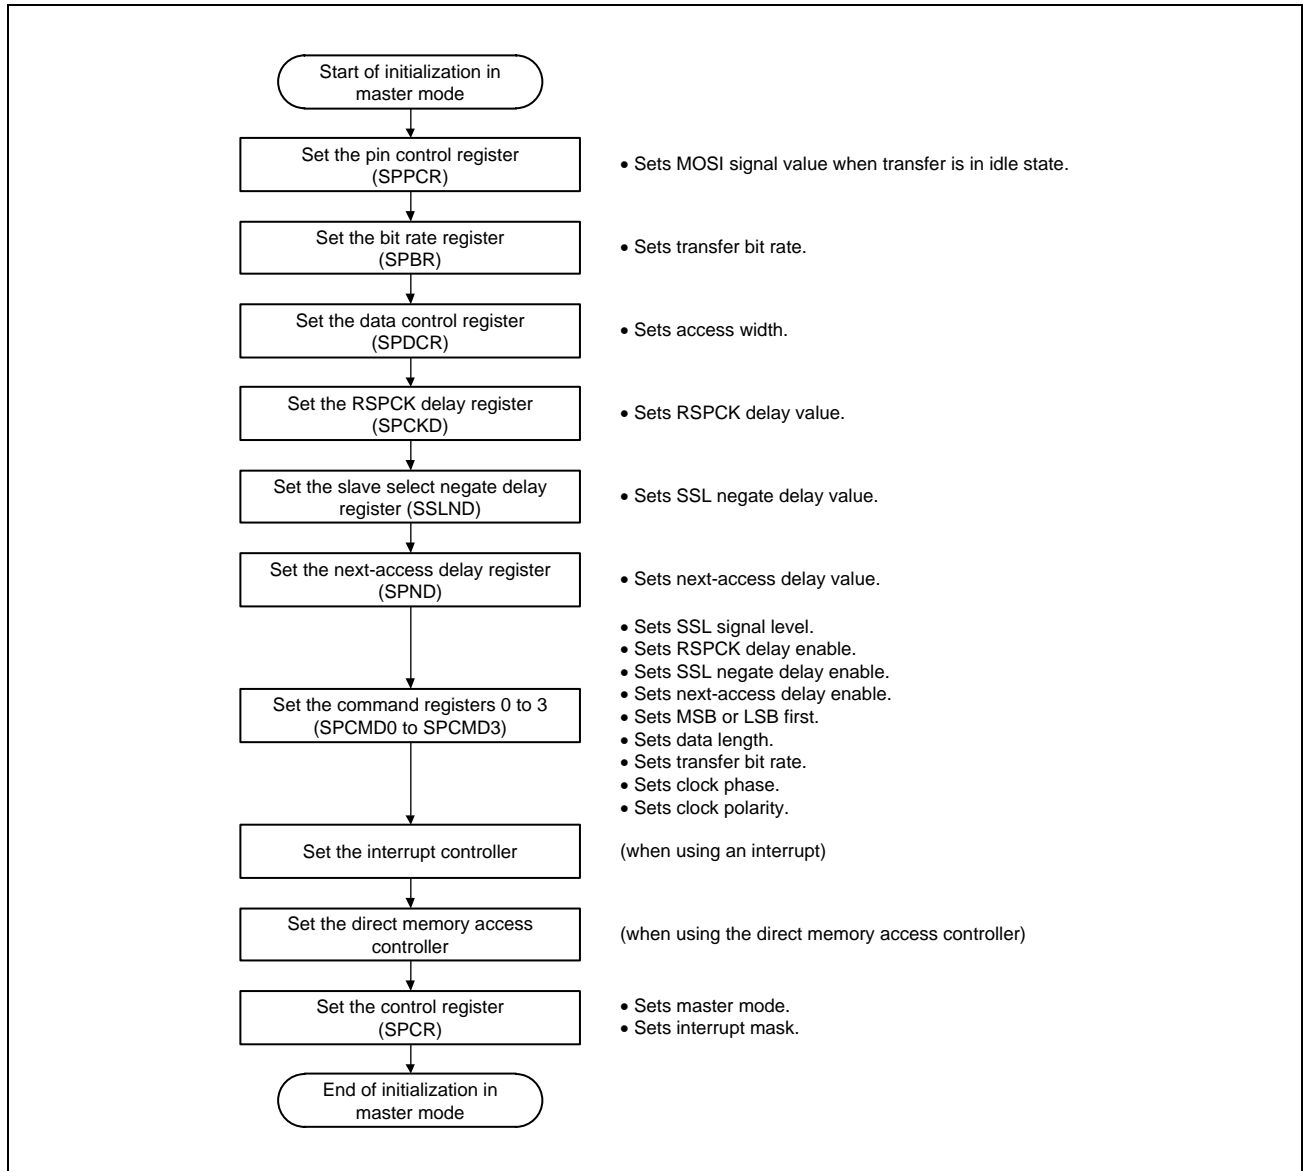 Start of initialization in
master mode
Set the pin control register
(SPPCR)
• Sets MOSI signal value when transfer is in idle state.
Set the bit rate register
(SPBR)
• Sets transfer bit rate.
Set the data control register
(SPDCR)
• Sets access width.
Set the RSPCK delay register
(SPCKD)
• Sets RSPCK delay value.
Set the slave select negate delay
register (SSLND)
• Sets SSL negate delay value.
Set the next-access delay register
(SPND)
• Sets next-access delay value.
Set the command registers 0 to 3
(SPCMD0 to SPCMD3)
• Sets SSL signal level.
• Sets RSPCK delay enable.
• Sets SSL negate delay enable.
• Sets next-access delay enable.
• Sets MSB or LSB first.
• Sets data length.
• Sets transfer bit rate.
• Sets clock phase.
• Sets clock polarity.
Set the interrupt controller
(when using an interrupt)
Set the direct memory access
controller
(when using the direct memory access controller)
Set the control register
(SPCR)
• Sets master mode.
• Sets interrupt mask.
End of initialization in
master mode